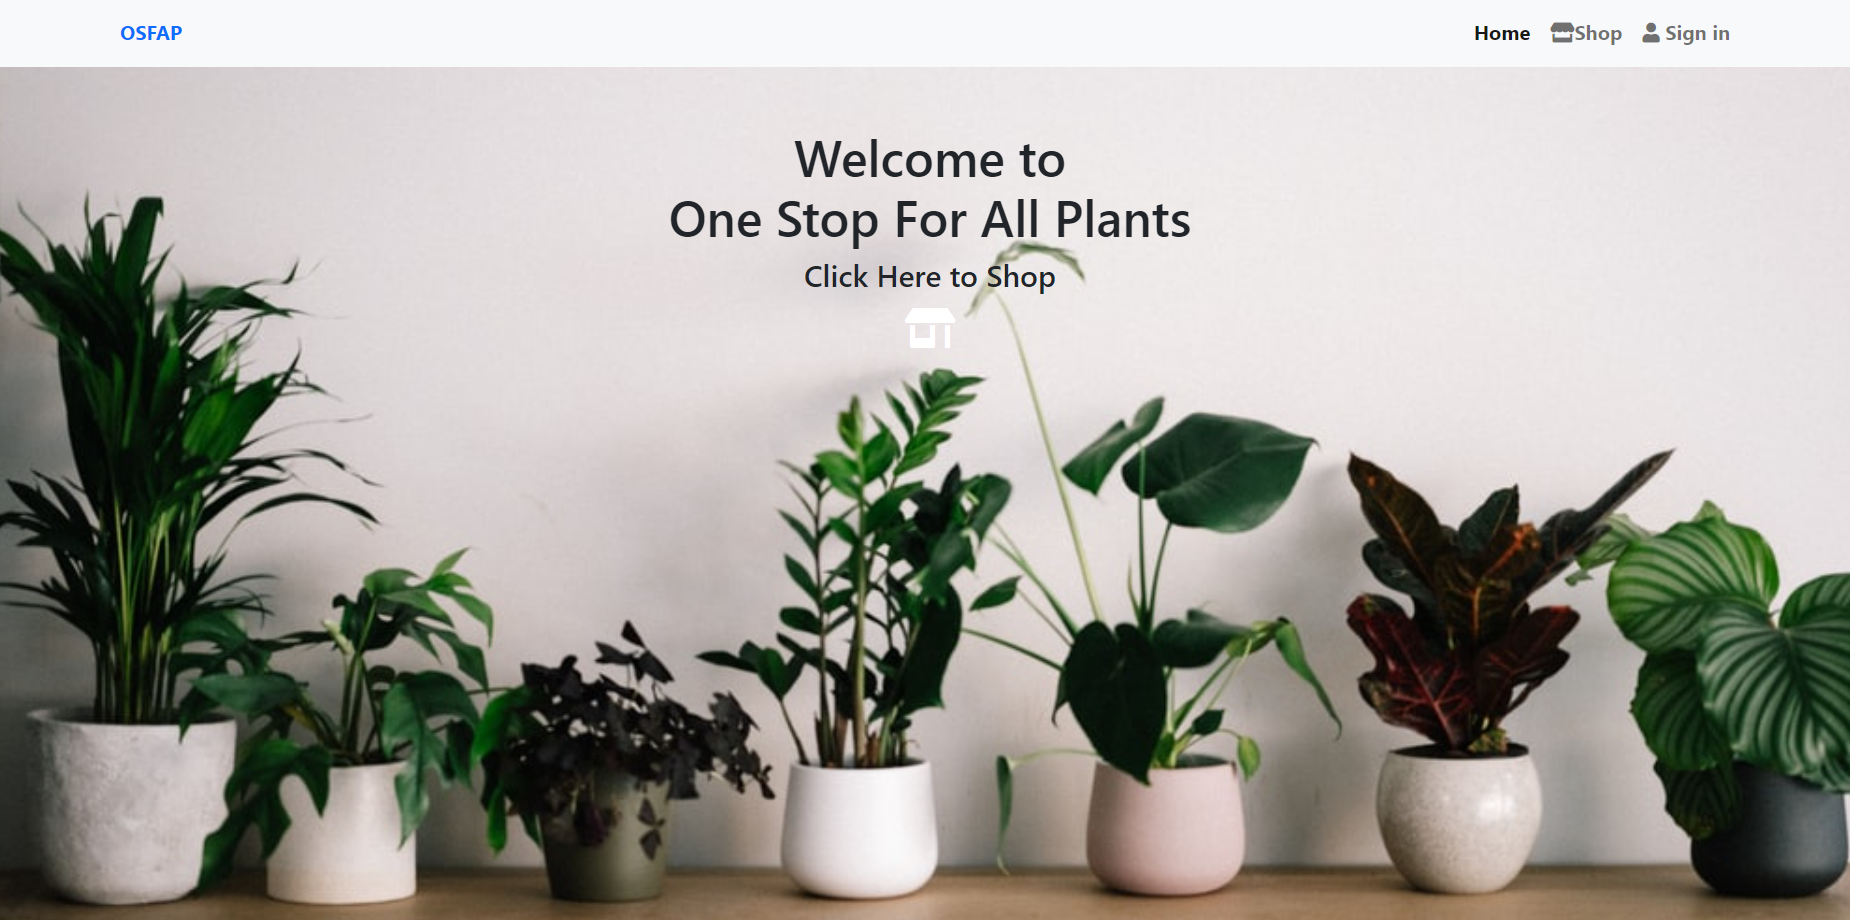 OSFAP
Home Shop Sign in
Welcome to
One Stop For All Plants
Click Here to Shop